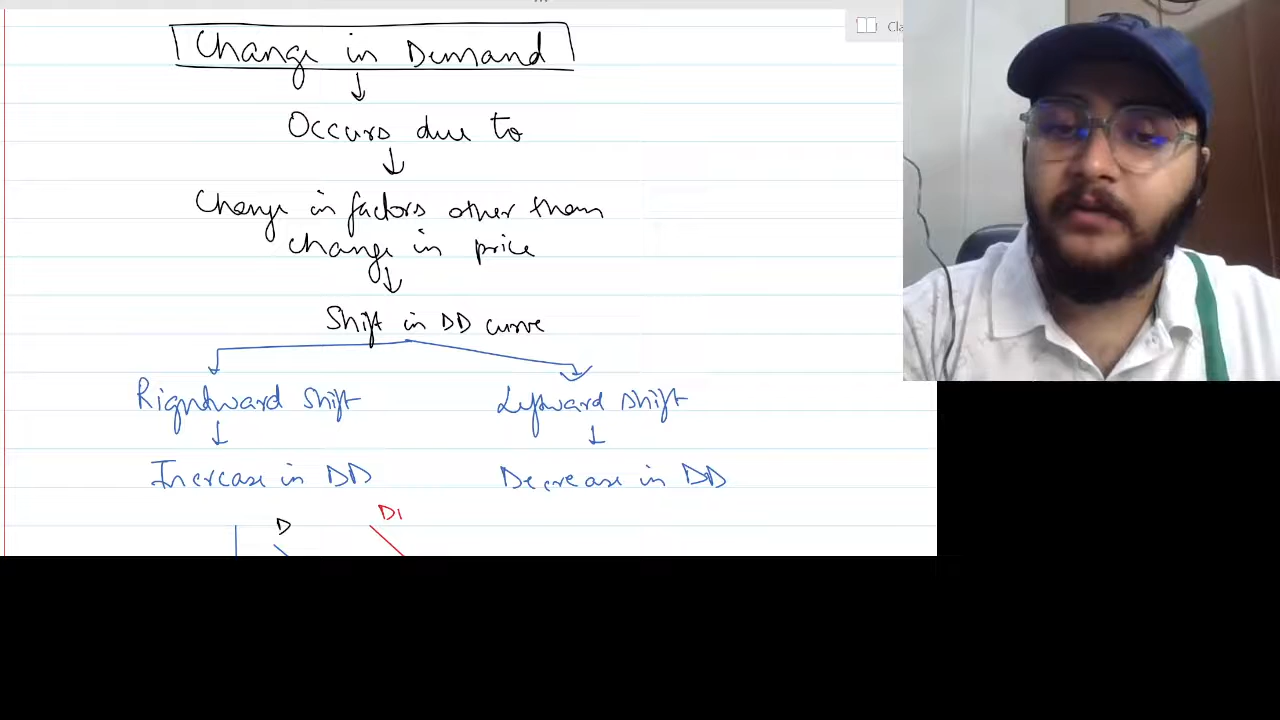 Change in Demand
Occurs due to
Change in factors other than
change in price
Shift in DD curve
Rightward shift
Leftward shift
Increase in DD
Decrease in DD
D
D1
Cla